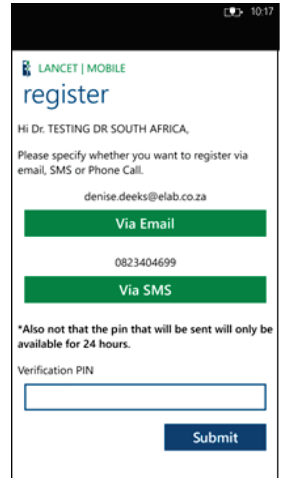 10:17
LANCET | MOBILE
register
Hi Dr. TESTING DR SOUTH AFRICA,
Please specify whether you want to register via
email, SMS or Phone Call.
denise.deeks@elab.co.za
Via Email
0823404699
Via SMS
*Also not that the pin that will be sent will only be
available for 24 hours.
Verification PIN
Submit